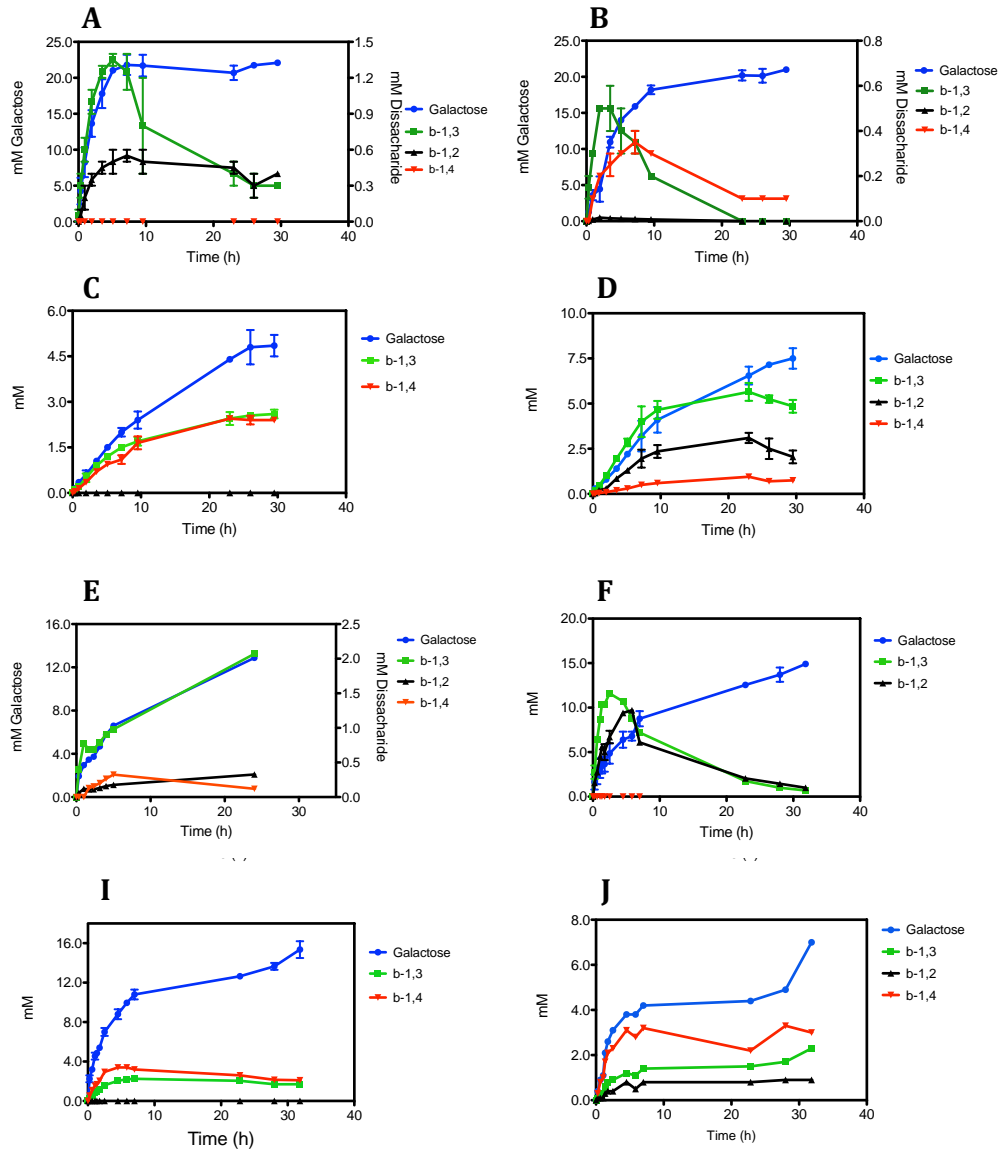 A
25.0
20.0
15.0
10.0
5.0
0.0
mM Galactose
0
10
20
30
40
Time (h)
1.5
1.2
0.9
0.6
0.3
0.0
mM Dissacharide
Galactose
b-1,3
b-1,2
b-1,4
B
25.0
20.0
15.0
10.0
5.0
0.0
mM Galactose
0
10
20
30
40
Time (h)
0.8
0.6
0.4
0.2
0.0
mM Dissacharide
Galactose
b-1,3
b-1,2
b-1,4
C
6.0
4.5
3.0
1.5
0.0
mM
0
10
20
30
40
Time (h)
Galactose
b-1,3
b-1,4
D
10.0
7.5
5.0
2.5
0.0
mM
0
10
20
30
40
Time (h)
Galactose
b-1,3
b-1,2
b-1,4
E
16.0
12.0
8.0
4.0
0.0
mM Galactose
0
10
20
30
Time (h)
2.5
2.0
1.5
1.0
0.5
0.0
mM Dissacharide
Galactose
b-1,3
b-1,2
b-1,4
F
20.0
15.0
10.0
5.0
0.0
mM
0
10
20
30
40
Time (h)
Galactose
b-1,3
b-1,2
I
16.0
12.0
8.0
4.0
0.0
mM
0
10
20
30
40
Time (h)
Galactose
b-1,3
b-1,4
J
8.0
6.0
4.0
2.0
0.0
mM
0
10
20
30
40
Time (h)
Galactose
b-1,3
b-1,2
b-1,4